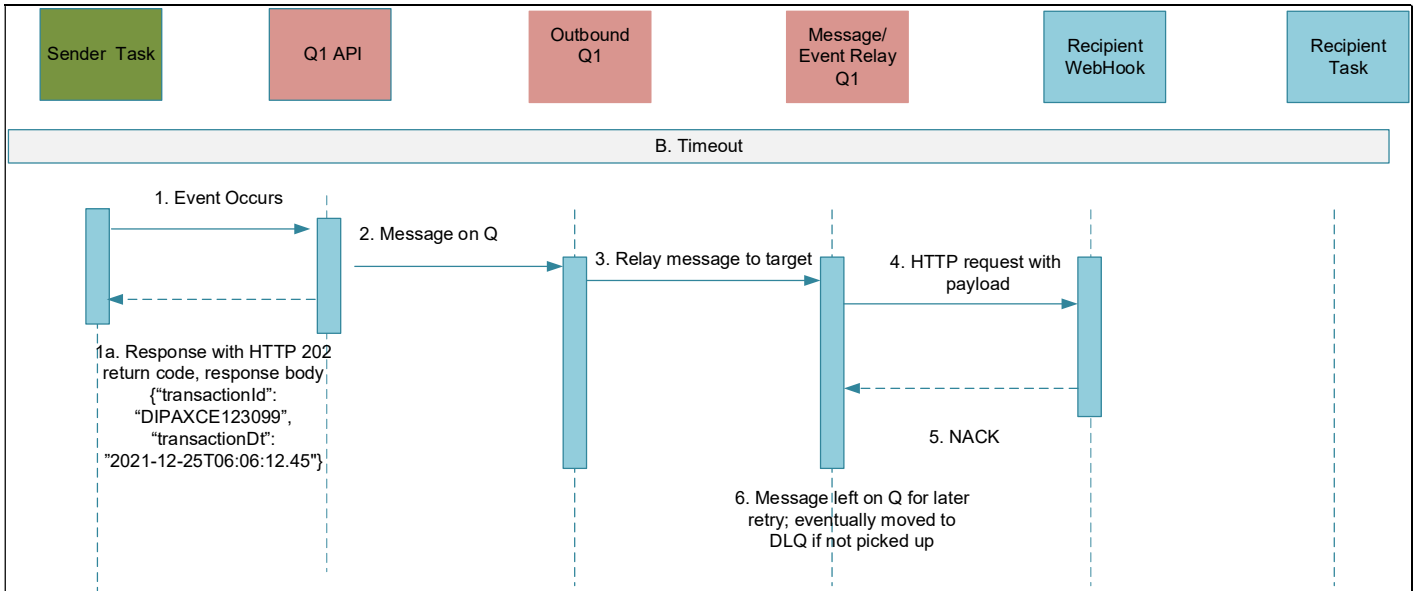 Sender Task
Q1 API
Outbound
Q1
Message/
Event Relay
Q1
Recipient
WebHook
Recipient
Task
B. Timeout
1. Event Occurs
2. Message on Q
3. Relay message to target
4. HTTP request with
payload
1a. Response with HTTP 202
return code, response body
{“transactionId”:
“DIPAXCE123099”,
“transactionDt”:
”2021-12-25T06:06:12.45"}
5. NACK
6. Message left on Q for later
retry; eventually moved to
DLQ if not picked up